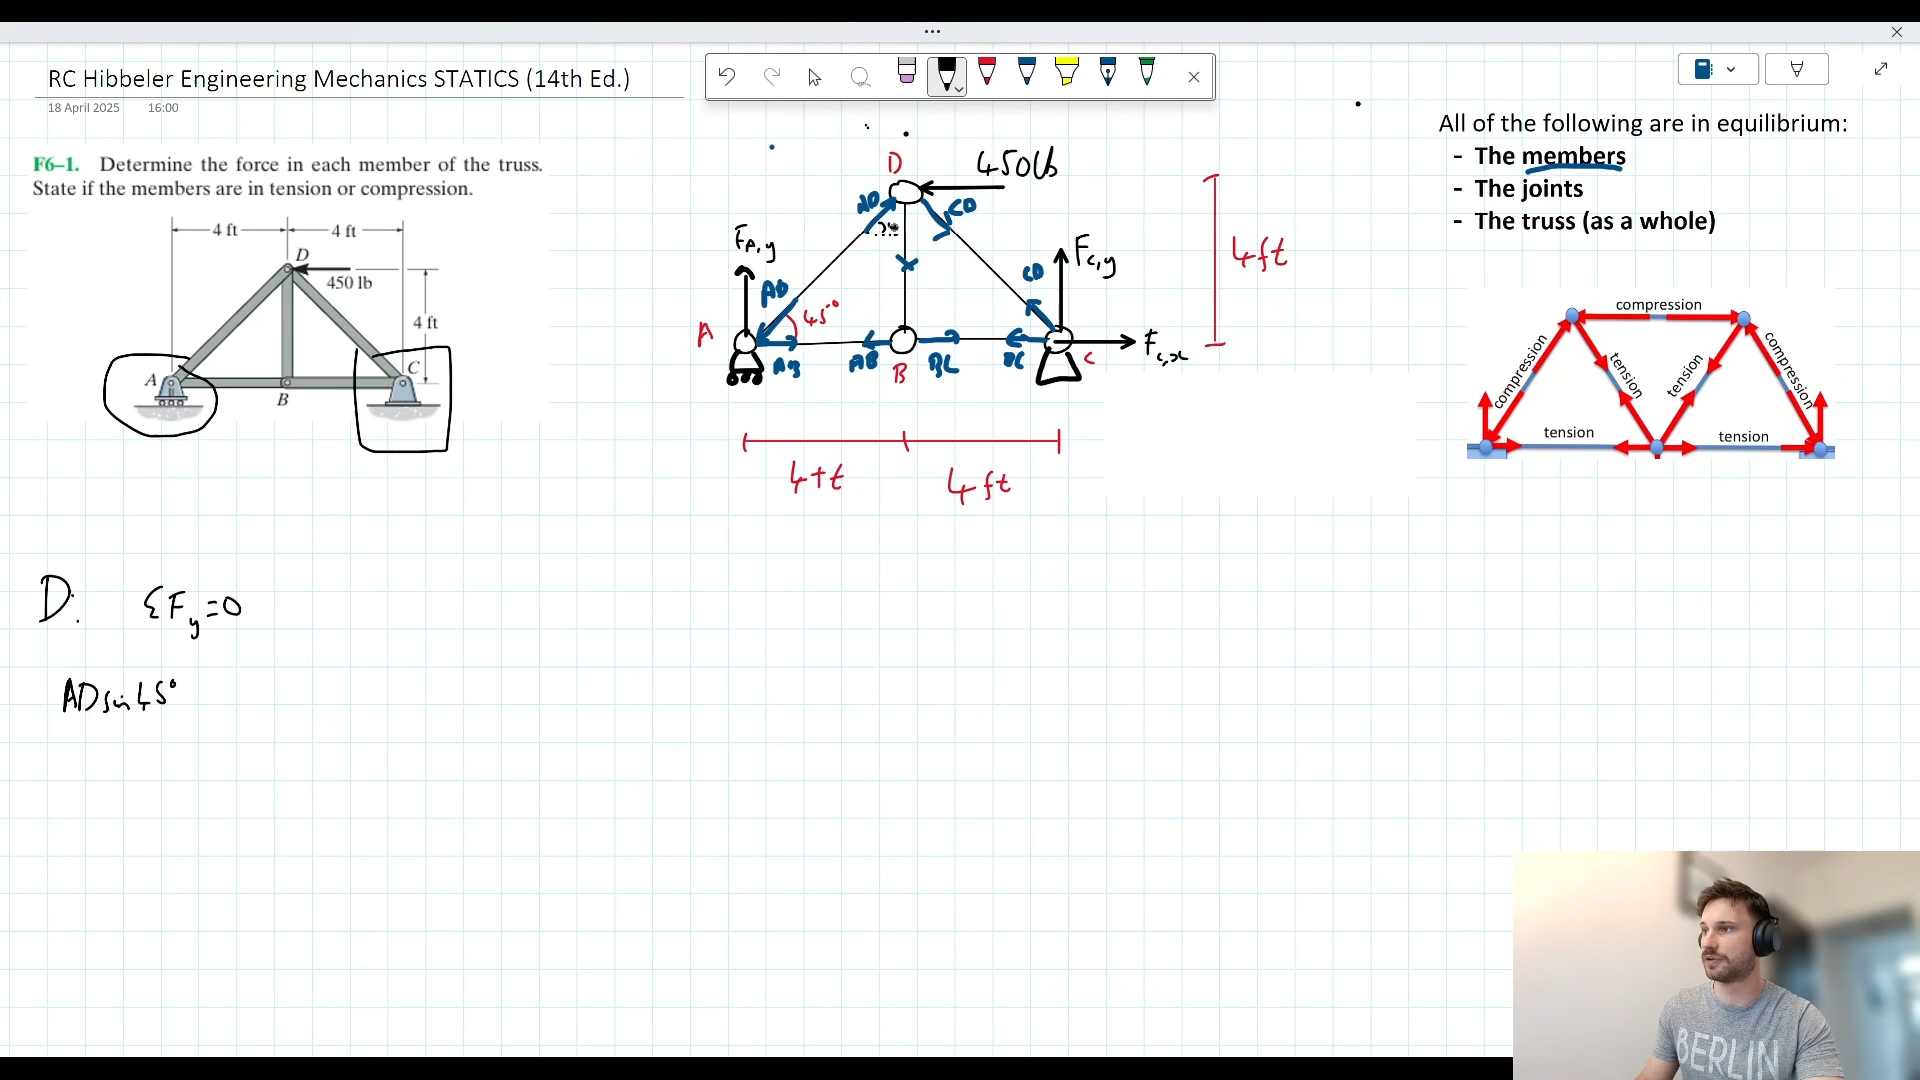 RC Hibbeler Engineering Mechanics STATICS (14th Ed.)
18 April 2025 16:00
F6–1. Determine the force in each member of the truss.
State if the members are in tension or compression.
4 ft
4 ft
D
450 lb
4 ft
A
B
C
D
450lb
AD
CD
FA,y
Fc,y
CD
AD
45°
4ft
A
AB
AB
B
BC
BC
C
Fc,x
4ft
4ft
All of the following are in equilibrium:
- The members
- The joints
- The truss (as a whole)
compression
compression
tension
tension
compression
tension
tension
D: ΣFy=0
ADsin45°
BERLIN